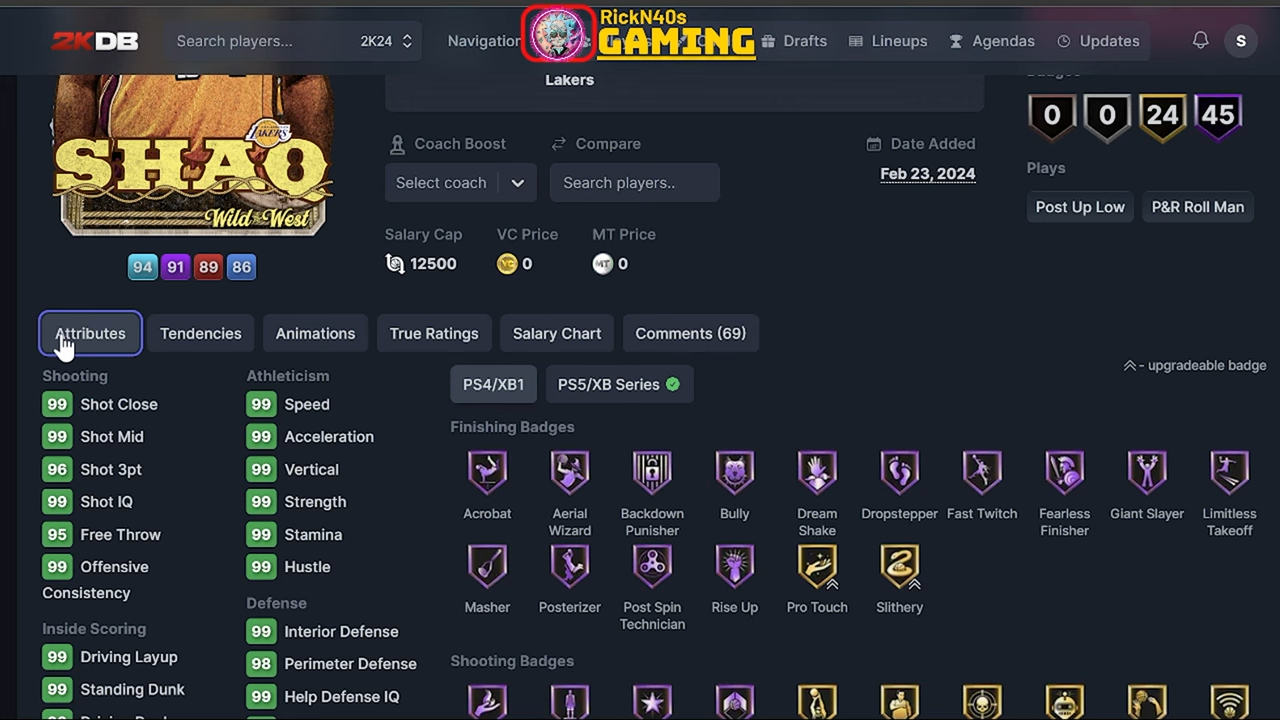 2KDB
Search players...
2K24
Navigation
RickN40s
GAMING
Drafts
Lineups
Agendas
Updates
S
LAKERS
SHAQ
Wild West
94 91 89 86
Lakers
Coach Boost
Compare
Select coach
Search players..
Date Added
Feb 23, 2024
Salary Cap
VC Price
MT Price
12500
VC 0
MT 0
0 0 24 45
Plays
Post Up Low
P&R Roll Man
Attributes
Tendencies
Animations
True Ratings
Salary Chart
Comments (69)
- upgradeable badge
Shooting
99 Shot Close
99 Shot Mid
96 Shot 3pt
99 Shot IQ
95 Free Throw
99 Offensive
Consistency
Inside Scoring
99 Driving Layup
99 Standing Dunk
Athleticism
99 Speed
99 Acceleration
99 Vertical
99 Strength
99 Stamina
99 Hustle
Defense
99 Interior Defense
98 Perimeter Defense
99 Help Defense IQ
PS4/XB1
PS5/XB Series
Finishing Badges
Acrobat
Aerial
Wizard
Backdown
Punisher
Bully
Dream
Shake
Dropstepper
Fast Twitch
Fearless
Finisher
Giant Slayer
Limitless
Takeoff
Masher
Posterizer
Post Spin
Technician
Rise Up
Pro Touch
Slithery
Shooting Badges